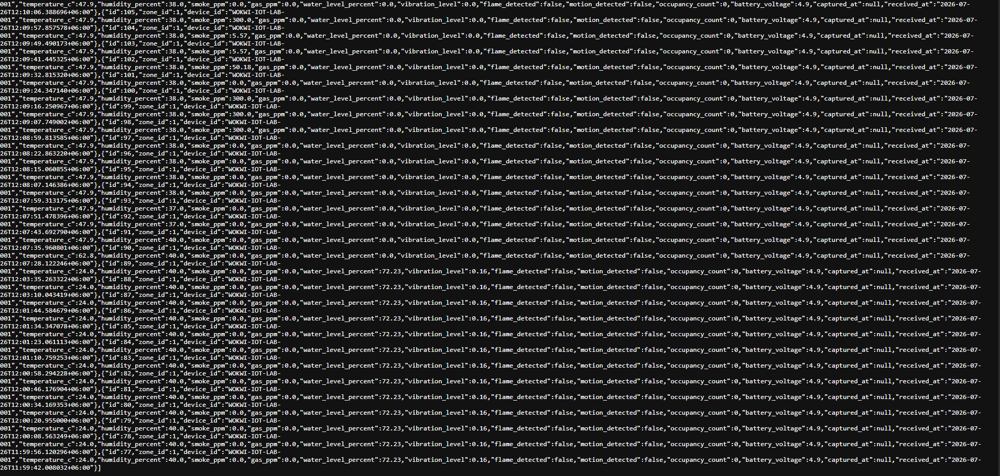 001","temperature_c":47.9,"humidity_percent":38.0,"smoke_ppm":0.0,"gas_ppm":0.0,"water_level_percent":0.0,"vibration_level":0.0,"flame_detected":false,"motion_detected":false,"occupancy_count":0,"battery_voltage":4.9,"captured_at":null,"received_at":"2026-07-
26T12:10:06.388696+06:00"},{"id":105,"zone_id":1,"device_id":"WOKWI-IOT-LAB-
001","temperature_c":47.9,"humidity_percent":38.0,"smoke_ppm":300.0,"gas_ppm":0.0,"water_level_percent":0.0,"vibration_level":0.0,"flame_detected":false,"motion_detected":false,"occupancy_count":0,"battery_voltage":4.9,"captured_at":null,"received_at":"2026-07-
26T12:09:57.857578+06:00"},{"id":104,"zone_id":1,"device_id":"WOKWI-IOT-LAB-
001","temperature_c":47.9,"humidity_percent":38.0,"smoke_ppm":5.57,"gas_ppm":0.0,"water_level_percent":0.0,"vibration_level":0.0,"flame_detected":false,"motion_detected":false,"occupancy_count":0,"battery_voltage":4.9,"captured_at":null,"received_at":"2026-07-
26T12:09:49.490173+06:00"},{"id":103,"zone_id":1,"device_id":"WOKWI-IOT-LAB-
001","temperature_c":47.9,"humidity_percent":38.0,"smoke_ppm":5.57,"gas_ppm":0.0,"water_level_percent":0.0,"vibration_level":0.0,"flame_detected":false,"motion_detected":false,"occupancy_count":0,"battery_voltage":4.9,"captured_at":null,"received_at":"2026-07-
26T12:09:41.445325+06:00"},{"id":102,"zone_id":1,"device_id":"WOKWI-IOT-LAB-
001","temperature_c":47.9,"humidity_percent":38.0,"smoke_ppm":50.18,"gas_ppm":0.0,"water_level_percent":0.0,"vibration_level":0.0,"flame_detected":false,"motion_detected":false,"occupancy_count":0,"battery_voltage":4.9,"captured_at":null,"received_at":"2026-07-
26T12:09:32.815320+06:00"},{"id":101,"zone_id":1,"device_id":"WOKWI-IOT-LAB-
001","temperature_c":47.9,"humidity_percent":38.0,"smoke_ppm":0.0,"gas_ppm":0.0,"water_level_percent":0.0,"vibration_level":0.0,"flame_detected":false,"motion_detected":false,"occupancy_count":0,"battery_voltage":4.9,"captured_at":null,"received_at":"2026-07-
26T12:09:24.347140+06:00"},{"id":100,"zone_id":1,"device_id":"WOKWI-IOT-LAB-
001","temperature_c":47.9,"humidity_percent":38.0,"smoke_ppm":300.0,"gas_ppm":0.0,"water_level_percent":0.0,"vibration_level":0.0,"flame_detected":false,"motion_detected":false,"occupancy_count":0,"battery_voltage":4.9,"captured_at":null,"received_at":"2026-07-
26T12:09:16.250967+06:00"},{"id":99,"zone_id":1,"device_id":"WOKWI-IOT-LAB-
001","temperature_c":47.9,"humidity_percent":38.0,"smoke_ppm":300.0,"gas_ppm":0.0,"water_level_percent":0.0,"vibration_level":0.0,"flame_detected":false,"motion_detected":false,"occupancy_count":0,"battery_voltage":4.9,"captured_at":null,"received_at":"2026-07-
26T12:09:07.749002+06:00"},{"id":98,"zone_id":1,"device_id":"WOKWI-IOT-LAB-
001","temperature_c":47.9,"humidity_percent":38.0,"smoke_ppm":300.0,"gas_ppm":0.0,"water_level_percent":0.0,"vibration_level":0.0,"flame_detected":false,"motion_detected":false,"occupancy_count":0,"battery_voltage":4.9,"captured_at":null,"received_at":"2026-07-
26T12:08:59.813585+06:00"},{"id":97,"zone_id":1,"device_id":"WOKWI-IOT-LAB-
001","temperature_c":47.9,"humidity_percent":38.0,"smoke_ppm":0.0,"gas_ppm":0.0,"water_level_percent":0.0,"vibration_level":0.0,"flame_detected":false,"motion_detected":false,"occupancy_count":0,"battery_voltage":4.9,"captured_at":null,"received_at":"2026-07-
26T12:08:22.863220+06:00"},{"id":96,"zone_id":1,"device_id":"WOKWI-IOT-LAB-
001","temperature_c":47.9,"humidity_percent":38.0,"smoke_ppm":0.0,"gas_ppm":0.0,"water_level_percent":0.0,"vibration_level":0.0,"flame_detected":false,"motion_detected":false,"occupancy_count":0,"battery_voltage":4.9,"captured_at":null,"received_at":"2026-07-
26T12:08:15.060855+06:00"},{"id":95,"zone_id":1,"device_id":"WOKWI-IOT-LAB-
001","temperature_c":47.9,"humidity_percent":38.0,"smoke_ppm":0.0,"gas_ppm":0.0,"water_level_percent":0.0,"vibration_level":0.0,"flame_detected":false,"motion_detected":false,"occupancy_count":0,"battery_voltage":4.9,"captured_at":null,"received_at":"2026-07-
26T12:08:07.146386+06:00"},{"id":94,"zone_id":1,"device_id":"WOKWI-IOT-LAB-
001","temperature_c":47.9,"humidity_percent":38.0,"smoke_ppm":0.0,"gas_ppm":0.0,"water_level_percent":0.0,"vibration_level":0.0,"flame_detected":false,"motion_detected":false,"occupancy_count":0,"battery_voltage":4.9,"captured_at":null,"received_at":"2026-07-
26T12:07:59.313175+06:00"},{"id":93,"zone_id":1,"device_id":"WOKWI-IOT-LAB-
001","temperature_c":47.9,"humidity_percent":37.0,"smoke_ppm":0.0,"gas_ppm":0.0,"water_level_percent":0.0,"vibration_level":0.0,"flame_detected":false,"motion_detected":false,"occupancy_count":0,"battery_voltage":4.9,"captured_at":null,"received_at":"2026-07-
26T12:07:51.478396+06:00"},{"id":92,"zone_id":1,"device_id":"WOKWI-IOT-LAB-
001","temperature_c":47.9,"humidity_percent":37.0,"smoke_ppm":0.0,"gas_ppm":0.0,"water_level_percent":0.0,"vibration_level":0.0,"flame_detected":false,"motion_detected":false,"occupancy_count":0,"battery_voltage":4.9,"captured_at":null,"received_at":"2026-07-
26T12:07:43.692790+06:00"},{"id":91,"zone_id":1,"device_id":"WOKWI-IOT-LAB-
001","temperature_c":47.9,"humidity_percent":40.0,"smoke_ppm":0.0,"gas_ppm":0.0,"water_level_percent":0.0,"vibration_level":0.0,"flame_detected":false,"motion_detected":false,"occupancy_count":0,"battery_voltage":4.9,"captured_at":null,"received_at":"2026-07-
26T12:07:35.960801+06:00"},{"id":90,"zone_id":1,"device_id":"WOKWI-IOT-LAB-
001","temperature_c":62.8,"humidity_percent":40.0,"smoke_ppm":0.0,"gas_ppm":0.0,"water_level_percent":0.0,"vibration_level":0.0,"flame_detected":false,"motion_detected":false,"occupancy_count":0,"battery_voltage":4.9,"captured_at":null,"received_at":"2026-07-
26T12:07:28.122246+06:00"},{"id":89,"zone_id":1,"device_id":"WOKWI-IOT-LAB-
001","temperature_c":24.0,"humidity_percent":40.0,"smoke_ppm":0.0,"gas_ppm":0.0,"water_level_percent":72.23,"vibration_level":0.16,"flame_detected":false,"motion_detected":false,"occupancy_count":0,"battery_voltage":4.9,"captured_at":null,"received_at":"2026-07-
26T12:03:35.263322+06:00"},{"id":88,"zone_id":1,"device_id":"WOKWI-IOT-LAB-
001","temperature_c":24.0,"humidity_percent":40.0,"smoke_ppm":0.0,"gas_ppm":0.0,"water_level_percent":72.23,"vibration_level":0.16,"flame_detected":false,"motion_detected":false,"occupancy_count":0,"battery_voltage":4.9,"captured_at":null,"received_at":"2026-07-
26T12:03:10.043419+06:00"},{"id":87,"zone_id":1,"device_id":"WOKWI-IOT-LAB-
001","temperature_c":24.0,"humidity_percent":40.0,"smoke_ppm":0.0,"gas_ppm":0.0,"water_level_percent":72.23,"vibration_level":0.16,"flame_detected":false,"motion_detected":false,"occupancy_count":0,"battery_voltage":4.9,"captured_at":null,"received_at":"2026-07-
26T12:01:44.584679+06:00"},{"id":86,"zone_id":1,"device_id":"WOKWI-IOT-LAB-
001","temperature_c":24.0,"humidity_percent":40.0,"smoke_ppm":0.0,"gas_ppm":0.0,"water_level_percent":72.23,"vibration_level":0.16,"flame_detected":false,"motion_detected":false,"occupancy_count":0,"battery_voltage":4.9,"captured_at":null,"received_at":"2026-07-
26T12:01:34.347078+06:00"},{"id":85,"zone_id":1,"device_id":"WOKWI-IOT-LAB-
001","temperature_c":24.0,"humidity_percent":40.0,"smoke_ppm":0.0,"gas_ppm":0.0,"water_level_percent":72.23,"vibration_level":0.16,"flame_detected":false,"motion_detected":false,"occupancy_count":0,"battery_voltage":4.9,"captured_at":null,"received_at":"2026-07-
26T12:01:23.061113+06:00"},{"id":84,"zone_id":1,"device_id":"WOKWI-IOT-LAB-
001","temperature_c":24.0,"humidity_percent":40.0,"smoke_ppm":0.0,"gas_ppm":0.0,"water_level_percent":72.23,"vibration_level":0.16,"flame_detected":false,"motion_detected":false,"occupancy_count":0,"battery_voltage":4.9,"captured_at":null,"received_at":"2026-07-
26T12:01:10.759253+06:00"},{"id":83,"zone_id":1,"device_id":"WOKWI-IOT-LAB-
001","temperature_c":24.0,"humidity_percent":40.0,"smoke_ppm":0.0,"gas_ppm":0.0,"water_level_percent":72.23,"vibration_level":0.16,"flame_detected":false,"motion_detected":false,"occupancy_count":0,"battery_voltage":4.9,"captured_at":null,"received_at":"2026-07-
26T12:00:58.294228+06:00"},{"id":82,"zone_id":1,"device_id":"WOKWI-IOT-LAB-
001","temperature_c":24.0,"humidity_percent":40.0,"smoke_ppm":0.0,"gas_ppm":0.0,"water_level_percent":72.23,"vibration_level":0.16,"flame_detected":false,"motion_detected":false,"occupancy_count":0,"battery_voltage":4.9,"captured_at":null,"received_at":"2026-07-
26T12:00:46.176904+06:00"},{"id":81,"zone_id":1,"device_id":"WOKWI-IOT-LAB-
001","temperature_c":24.0,"humidity_percent":40.0,"smoke_ppm":0.0,"gas_ppm":0.0,"water_level_percent":72.23,"vibration_level":0.16,"flame_detected":false,"motion_detected":false,"occupancy_count":0,"battery_voltage":4.9,"captured_at":null,"received_at":"2026-07-
26T12:00:34.169353+06:00"},{"id":80,"zone_id":1,"device_id":"WOKWI-IOT-LAB-
001","temperature_c":24.0,"humidity_percent":40.0,"smoke_ppm":0.0,"gas_ppm":0.0,"water_level_percent":72.23,"vibration_level":0.16,"flame_detected":false,"motion_detected":false,"occupancy_count":0,"battery_voltage":4.9,"captured_at":null,"received_at":"2026-07-
26T12:00:20.955000+06:00"},{"id":79,"zone_id":1,"device_id":"WOKWI-IOT-LAB-
001","temperature_c":24.0,"humidity_percent":40.0,"smoke_ppm":0.0,"gas_ppm":0.0,"water_level_percent":72.23,"vibration_level":0.16,"flame_detected":false,"motion_detected":false,"occupancy_count":0,"battery_voltage":4.9,"captured_at":null,"received_at":"2026-07-
26T12:00:08.563249+06:00"},{"id":78,"zone_id":1,"device_id":"WOKWI-IOT-LAB-
001","temperature_c":24.0,"humidity_percent":40.0,"smoke_ppm":0.0,"gas_ppm":0.0,"water_level_percent":72.23,"vibration_level":0.16,"flame_detected":false,"motion_detected":false,"occupancy_count":0,"battery_voltage":4.9,"captured_at":null,"received_at":"2026-07-
26T11:59:56.120296+06:00"},{"id":77,"zone_id":1,"device_id":"WOKWI-IOT-LAB-
001","temperature_c":24.0,"humidity_percent":40.0,"smoke_ppm":0.0,"gas_ppm":0.0,"water_level_percent":72.23,"vibration_level":0.16,"flame_detected":false,"motion_detected":false,"occupancy_count":0,"battery_voltage":4.9,"captured_at":null,"received_at":"2026-07-
26T11:59:42.008032+06:00"}]